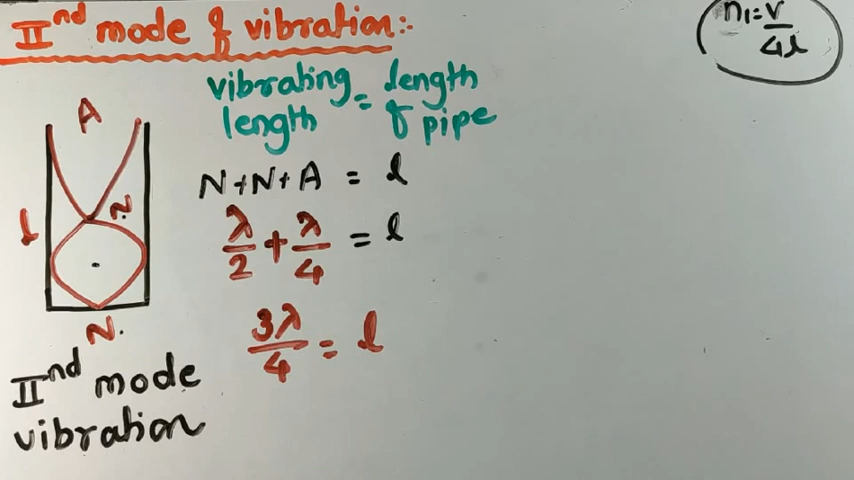 IInd mode of vibration:-
n1 = v/4l
vibrating length = length of pipe
A
N+N+A = l
N
l
λ/2 + λ/4 = l
N.
3λ/4 = l
IInd mode
vibration